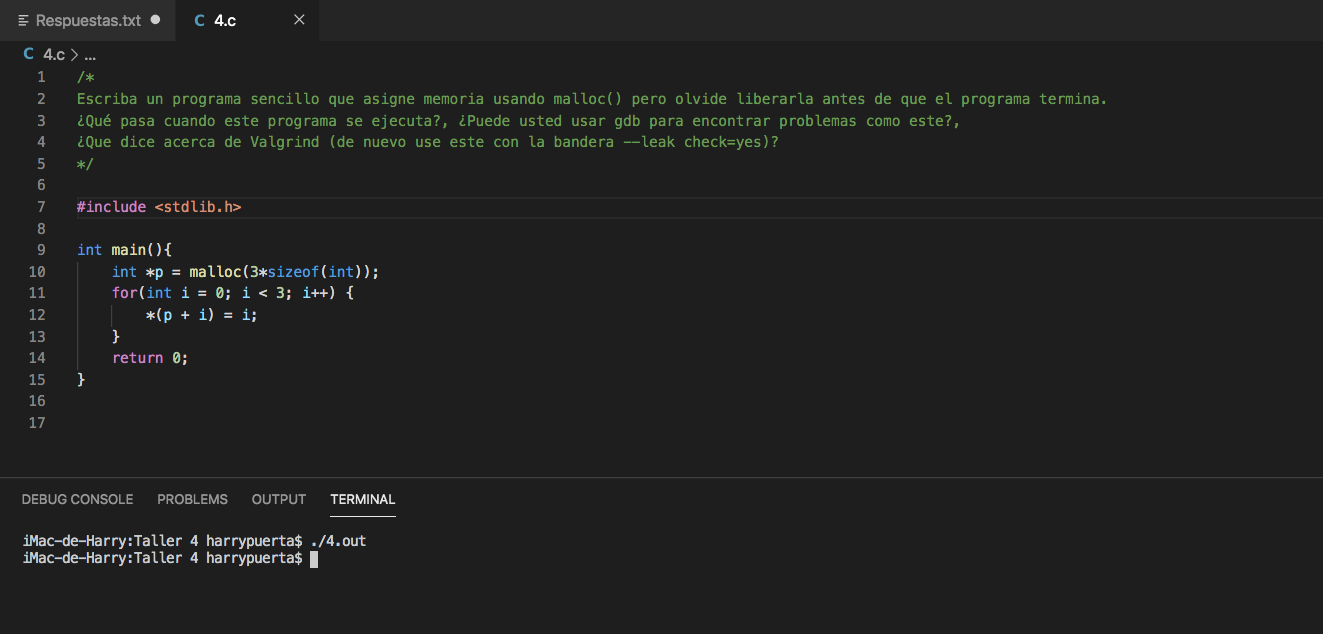 Respuestas.txt
C 4.c ×
C 4.c > ...
1 /*
2 Escriba un programa sencillo que asigne memoria usando malloc() pero olvide liberarla antes de que el programa termina.
3 ¿Qué pasa cuando este programa se ejecuta?, ¿Puede usted usar gdb para encontrar problemas como este?,
4 ¿Que dice acerca de Valgrind (de nuevo use este con la bandera --leak check=yes)?
5 */
6
7 #include <stdlib.h>
8
9 int main(){
10 int *p = malloc(3*sizeof(int));
11 for(int i = 0; i < 3; i++) {
12 *(p + i) = i;
13 }
14 return 0;
15 }
16
17
DEBUG CONSOLE PROBLEMS OUTPUT TERMINAL
iMac-de-Harry:Taller 4 harrypuerta$ ./4.out
iMac-de-Harry:Taller 4 harrypuerta$